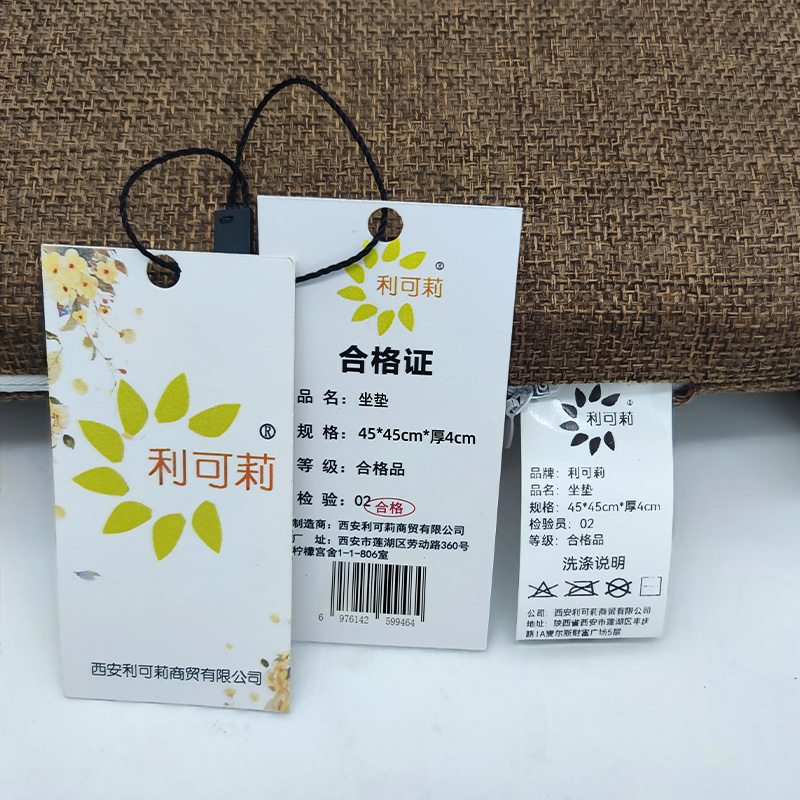 利可莉
®
西安利可莉商贸有限公司
利可莉
®
合格证
品 名：坐垫
规 格：45*45cm*厚4cm
等 级：合格品
检 验：02
合格
制造商：西安利可莉商贸有限公司
厂 址：西安市莲湖区劳动路360号
柠檬宫舍1-1-806室
6 976142 599464
利可莉
品牌：利可莉
品名：坐垫
规格：45*45cm*厚4cm
检验员：02
等级：合格品
洗涤说明
公司：西安利可莉商贸有限公司
地址：陕西省西安市莲湖区丰庆
路1A麦尔斯财富广场5层